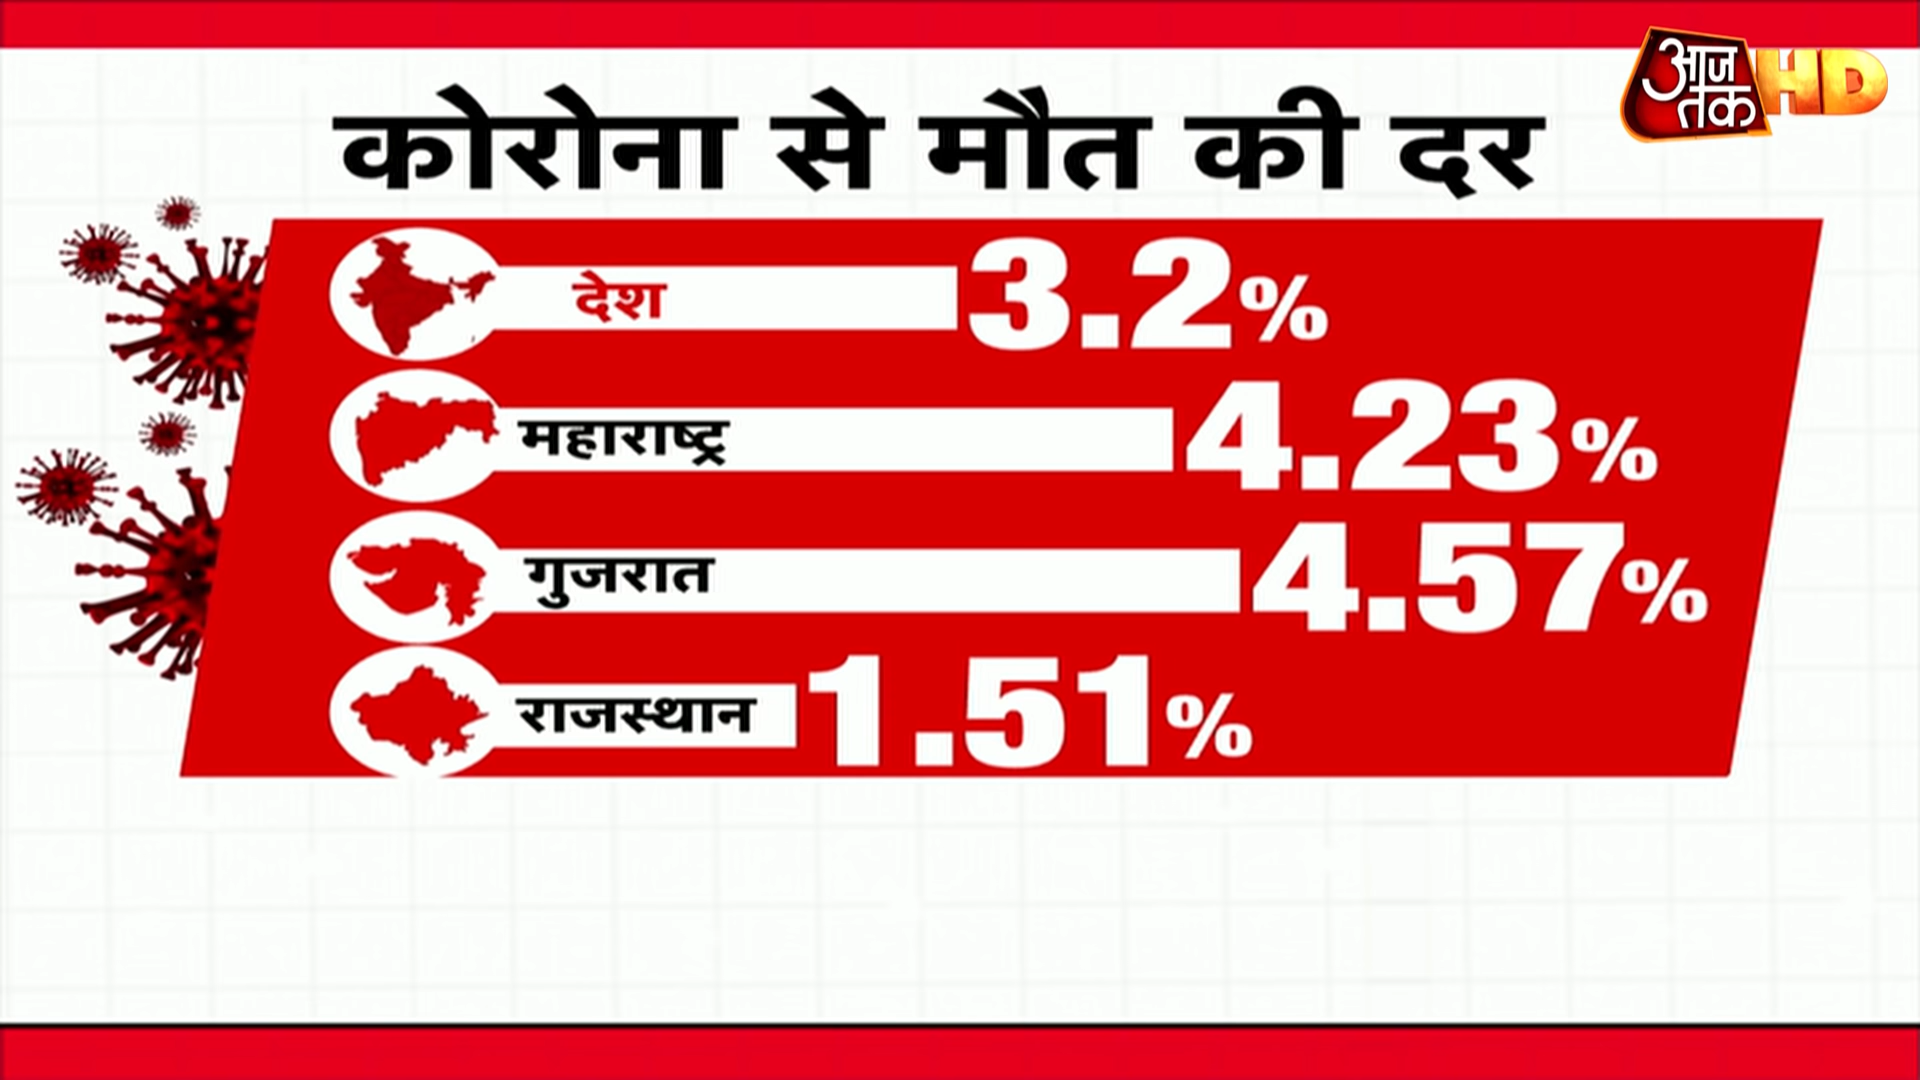 आज तक HD
कोरोना से मौत की दर
देश 3.2%
महाराष्ट्र 4.23%
गुजरात 4.57%
राजस्थान 1.51%